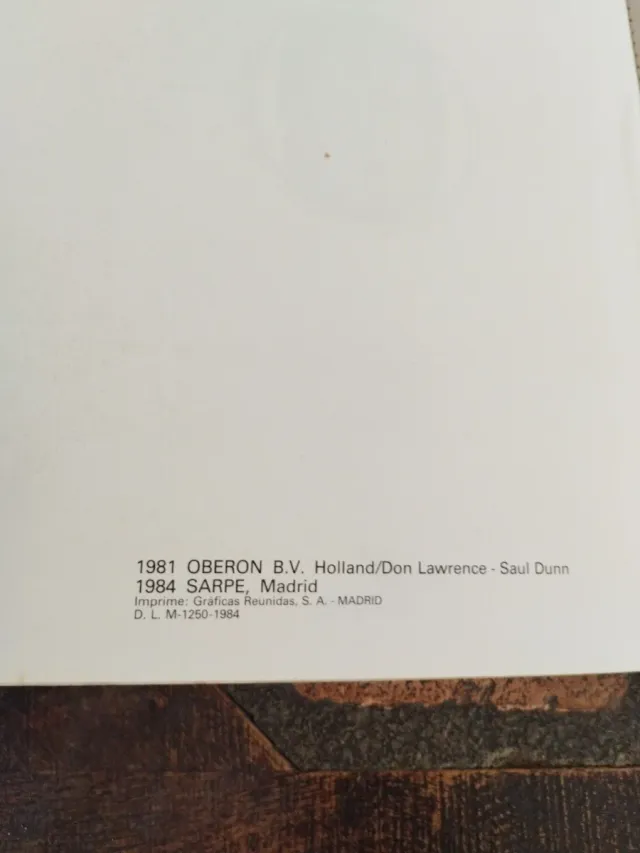 1981 OBERON B.V. Holland/Don Lawrence - Saul Dunn
1984 SARPE, Madrid
Imprime: Gráficas Reunidas, S. A. - MADRID
D. L. M-1250-1984